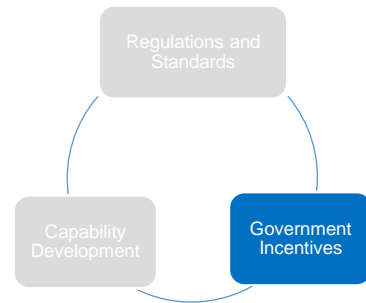 Regulations and
Standards
Capability
Development
Government
Incentives